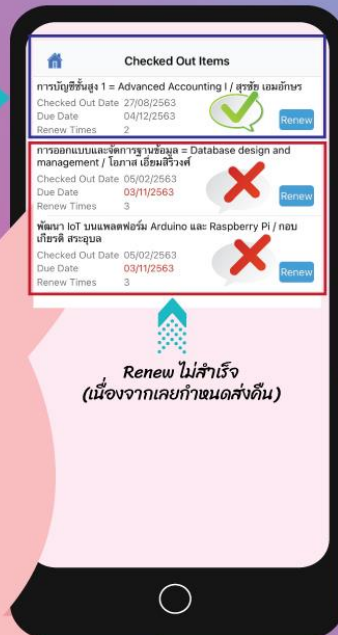 Checked Out Items
การบัญชีชั้นสูง 1 = Advanced Accounting I / สุรชัย เอมอักษร
Checked Out Date 27/08/2563
Due Date 04/12/2563
Renew Times 2
Renew
การออกแบบและจัดการฐานข้อมูล = Database design and
management / โอภาส เอี่ยมสิริวงศ์
Checked Out Date 05/02/2563
Due Date 03/11/2563
Renew Times 3
Renew
พัฒนา IoT บนแพลตฟอร์ม Arduino และ Raspberry Pi / กอบ
เกียรติ สระอุบล
Checked Out Date 05/02/2563
Due Date 03/11/2563
Renew Times 3
Renew
Renew ไม่สำเร็จ
(เนื่องจากเลยกำหนดส่งคืน)